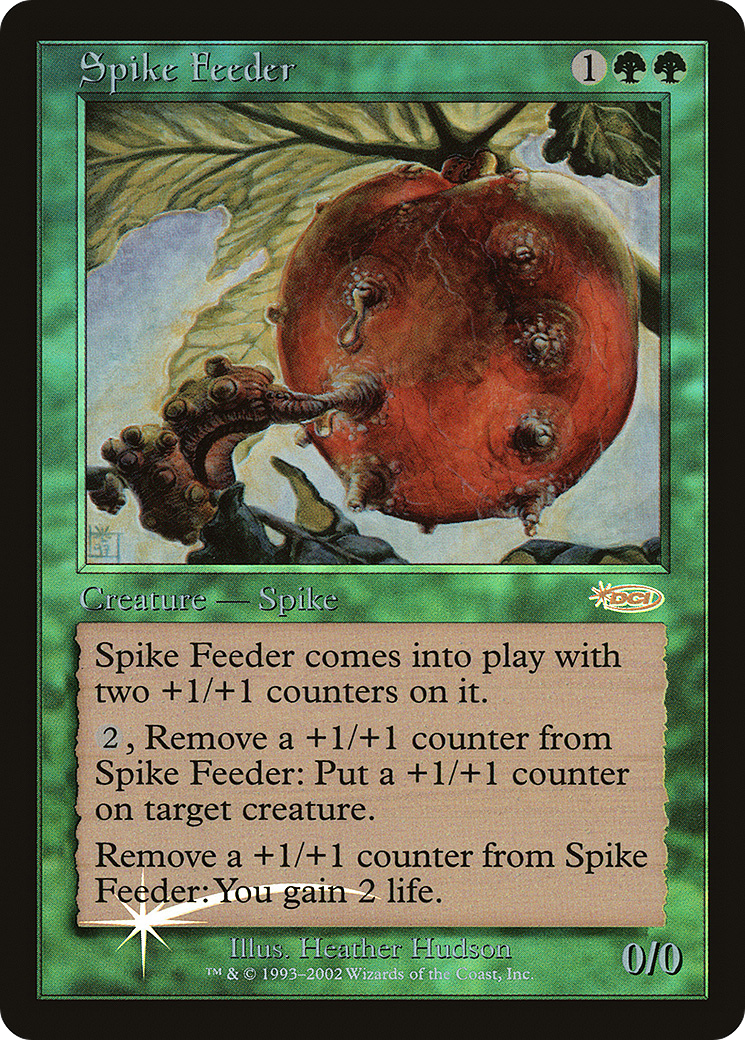 Spike Feeder 1
Creature — Spike DCI
Spike Feeder comes into play with
two +1/+1 counters on it.
2, Remove a +1/+1 counter from
Spike Feeder: Put a +1/+1 counter
on target creature.
Remove a +1/+1 counter from Spike
Feeder: You gain 2 life.
Illus. Heather Hudson
0/0
™ & © 1993–2002 Wizards of the Coast, Inc.